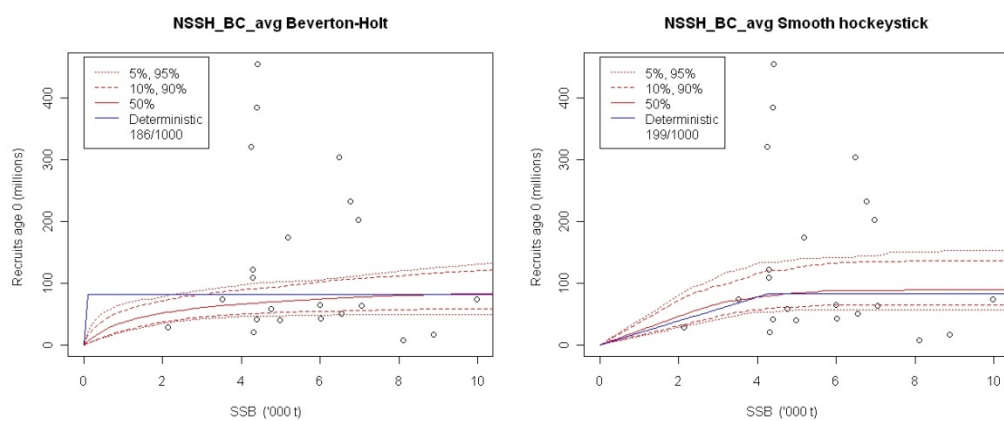 NSSH_BC_avg Beverton-Holt
5%, 95%
10%, 90%
50%
Deterministic
186/1000
400
300
200
100
0
Recruits age 0 (millions)
0 2 4 6 8 10
SSB ('000 t)
NSSH_BC_avg Smooth hockeystick
5%, 95%
10%, 90%
50%
Deterministic
199/1000
400
300
200
100
0
Recruits age 0 (millions)
0 2 4 6 8 10
SSB ('000 t)